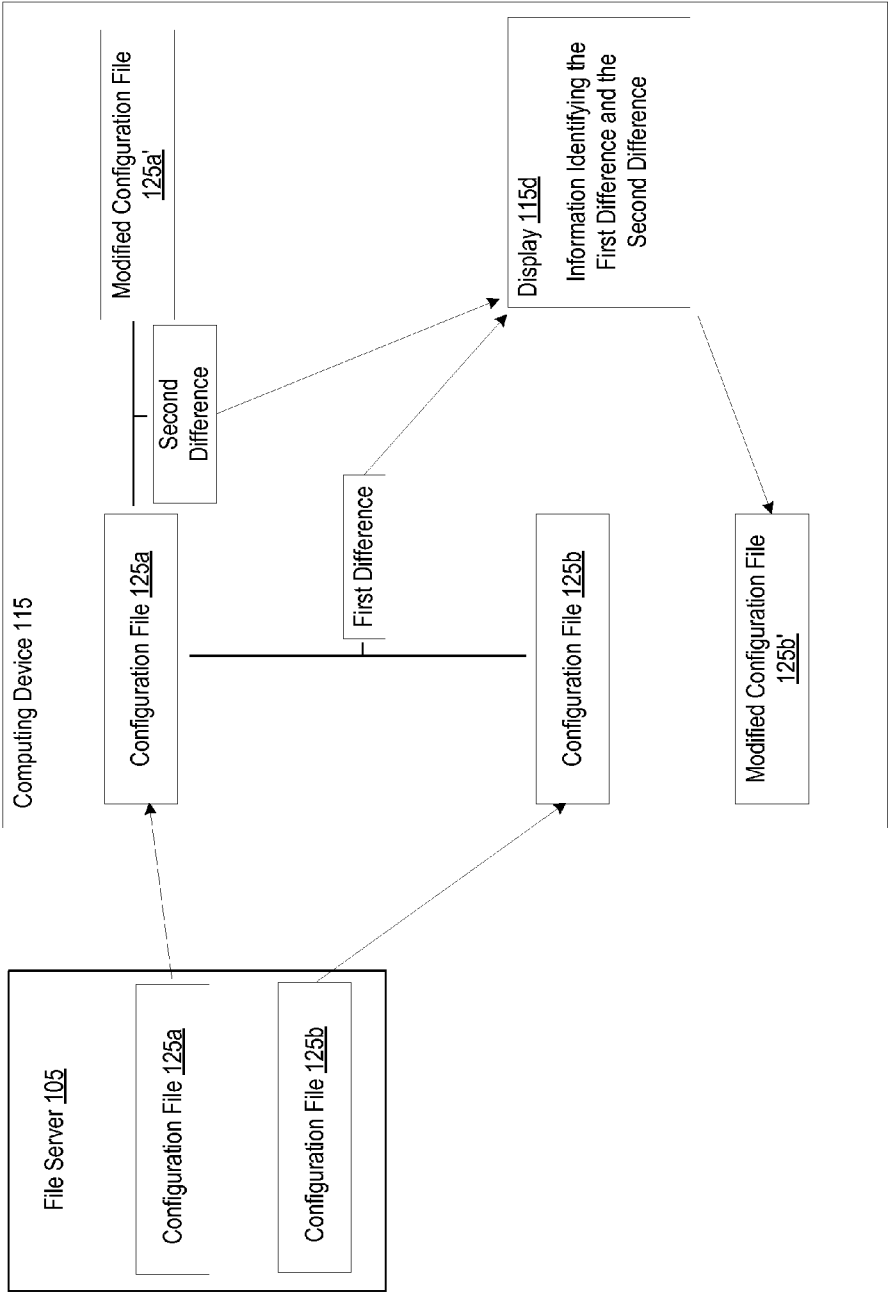 File Server 105
Configuration File 125a
Configuration File 125b
Computing Device 115
Configuration File 125a
Second
Difference
Modified Configuration File
125a'
First Difference
Configuration File 125b
Display 115d
Information Identifying the
First Difference and the
Second Difference
Modified Configuration File
125b'